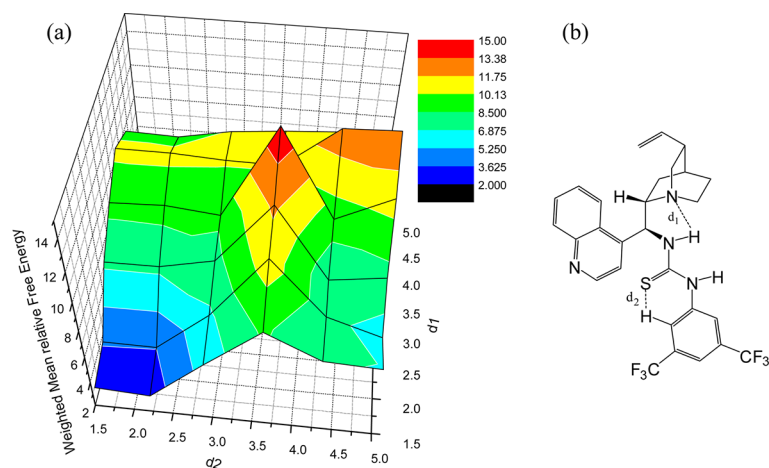 (a)
15.00
13.38
11.75
10.13
8.500
6.875
5.250
3.625
2.000
Weighted Mean relative Free Energy
14
12
10
8
6
4
2
1.5 2.0 2.5 3.0 3.5 4.0 4.5 5.0
d2
5.0
4.5
4.0
3.5
3.0
2.5
2.0
1.5
d1
(b)
H
N
d1
H
N
N
S
N
H
d2
H
F3C
CF3